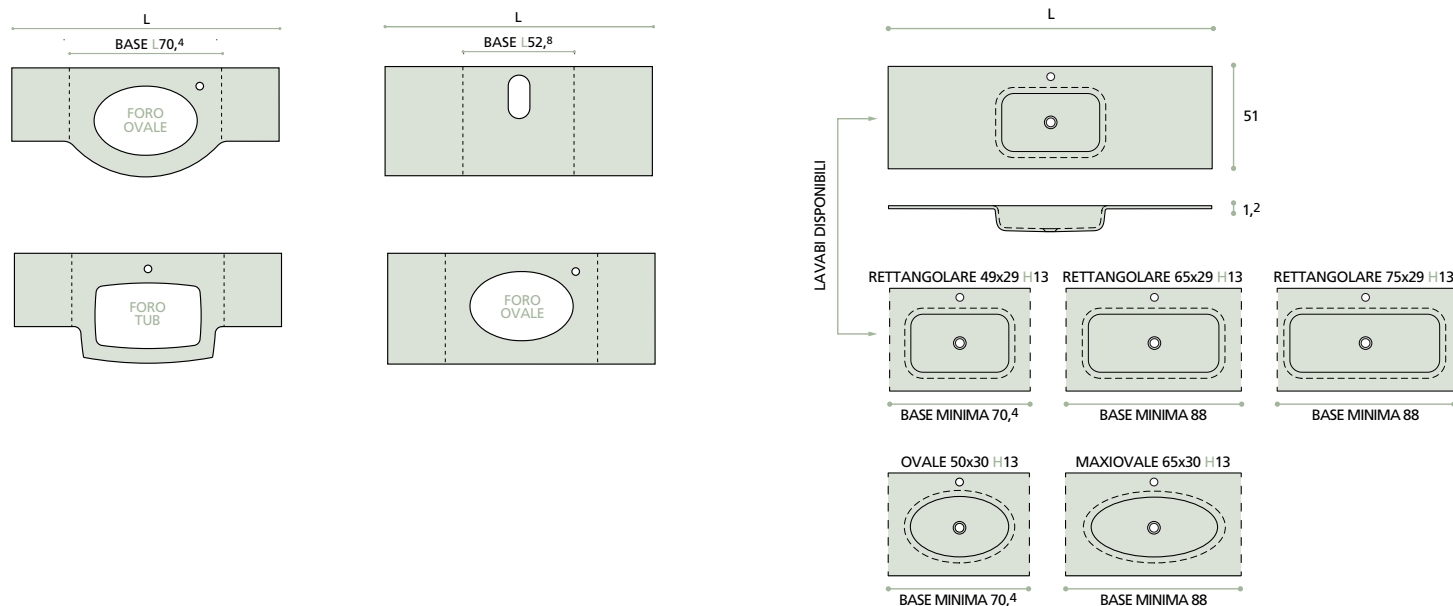 L
BASE L70,4
FORO
OVALE
FORO
TUB
L
BASE L52,8
FORO
OVALE
L
51
1,2
LAVABI DISPONIBILI
RETTANGOLARE 49x29 H13
RETTANGOLARE 65x29 H13
RETTANGOLARE 75x29 H13
BASE MINIMA 70,4
BASE MINIMA 88
BASE MINIMA 88
OVALE 50x30 H13
MAXIOVALE 65x30 H13
BASE MINIMA 70,4
BASE MINIMA 88